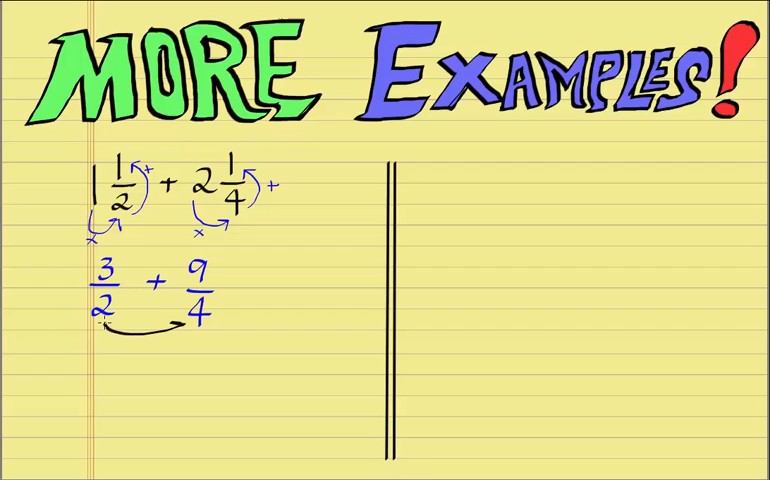 MORE EXAMPLES!
1 1/2 + 2 1/4
x + x +
3/2 + 9/4